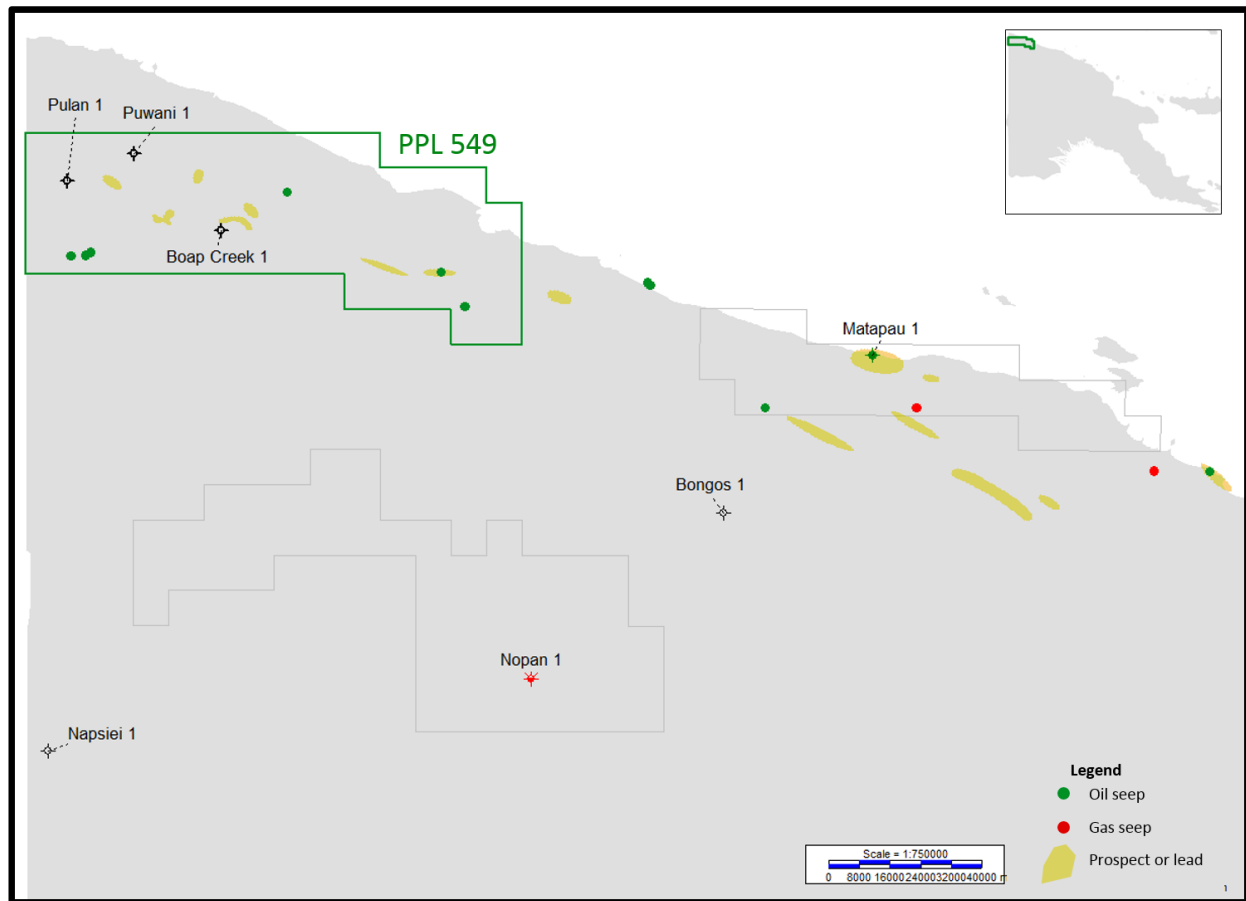 Pulan 1
Puwani 1
PPL 549
Boap Creek 1
Matapau 1
Bongos 1
Nopan 1
Napsiei 1
Legend
Oil seep
Gas seep
Prospect or lead
Scale = 1:750000
0 8000 16000 24000 32000 40000 m
1